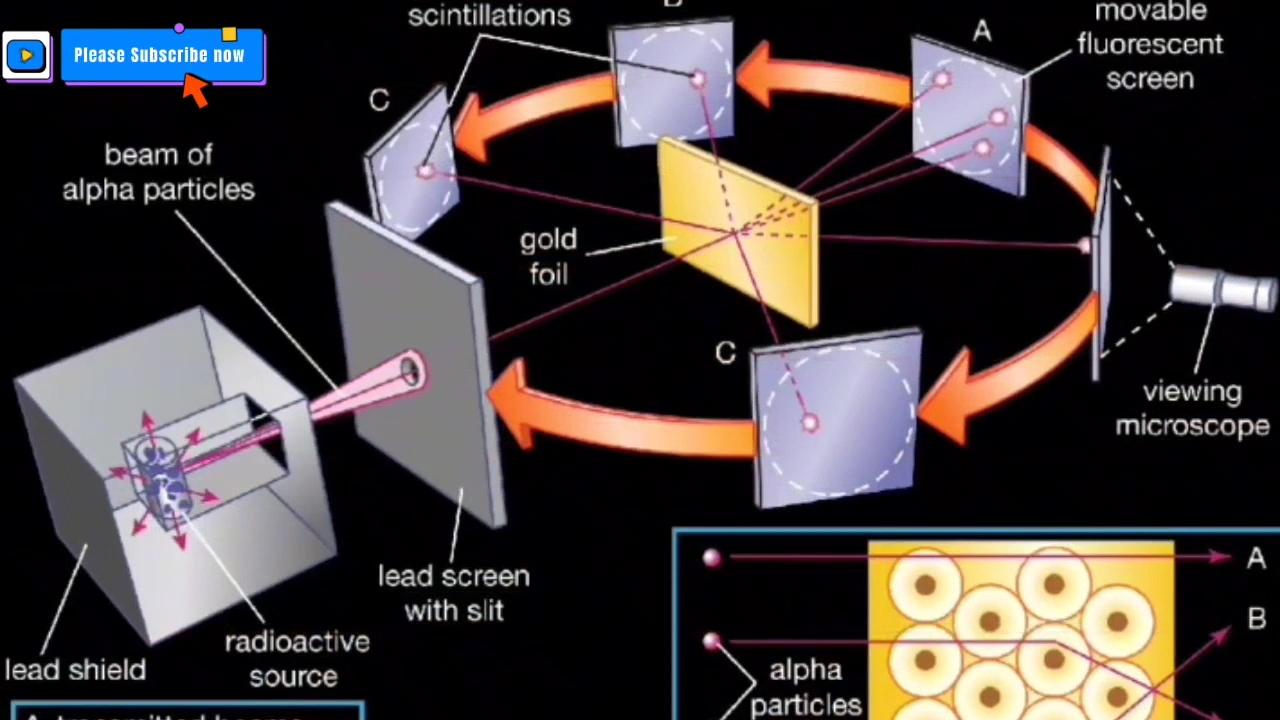 scintillations
B
A
movable
fluorescent
screen
Please Subscribe now
C
beam of
alpha particles
gold
foil
C
viewing
microscope
lead screen
with slit
radioactive
source
lead shield
A
B
alpha
particles
A